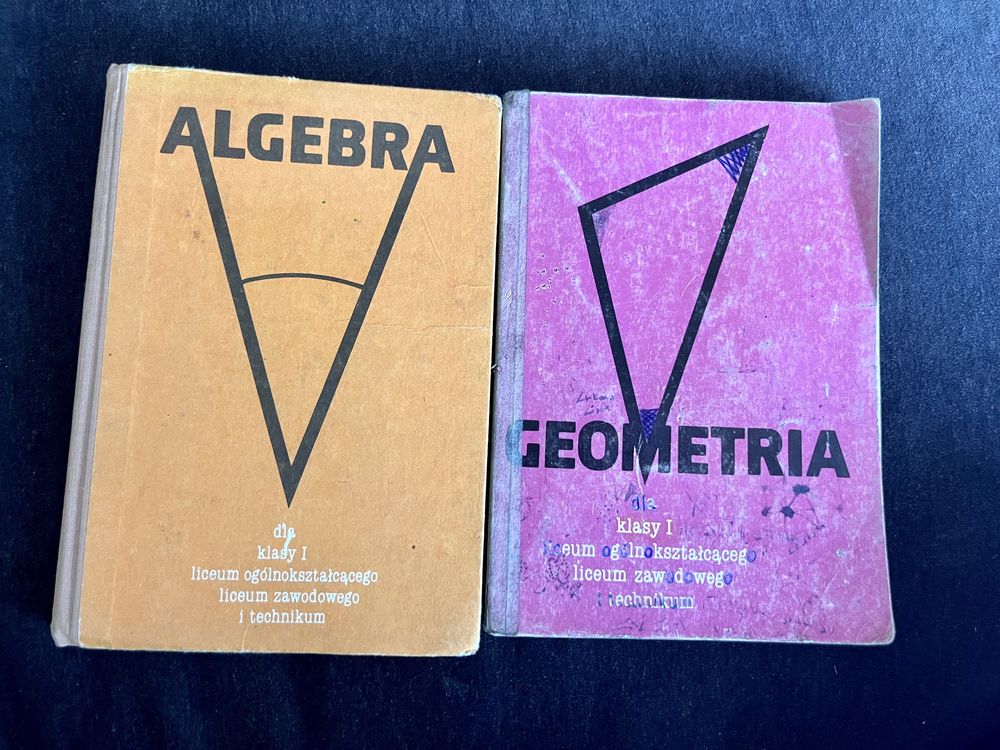 ALGEBRA
dla
klasy I
liceum ogólnokształcącego
liceum zawodowego
i technikum
GEOMETRIA
dla
klasy I
liceum ogólnokształcącego
liceum zawodowego
i technikum